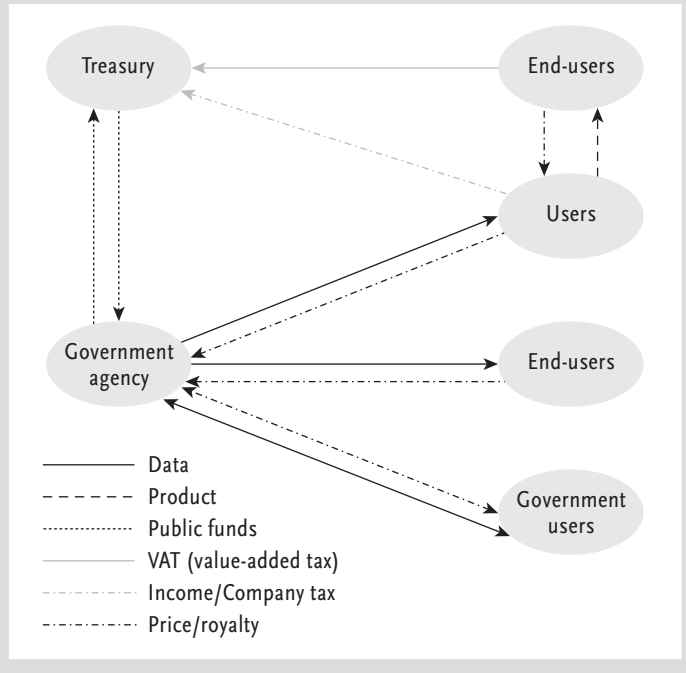 Treasury
End-users
Users
Government
agency
End-users
Government
users
Data
Product
Public funds
VAT (value-added tax)
Income/Company tax
Price/royalty